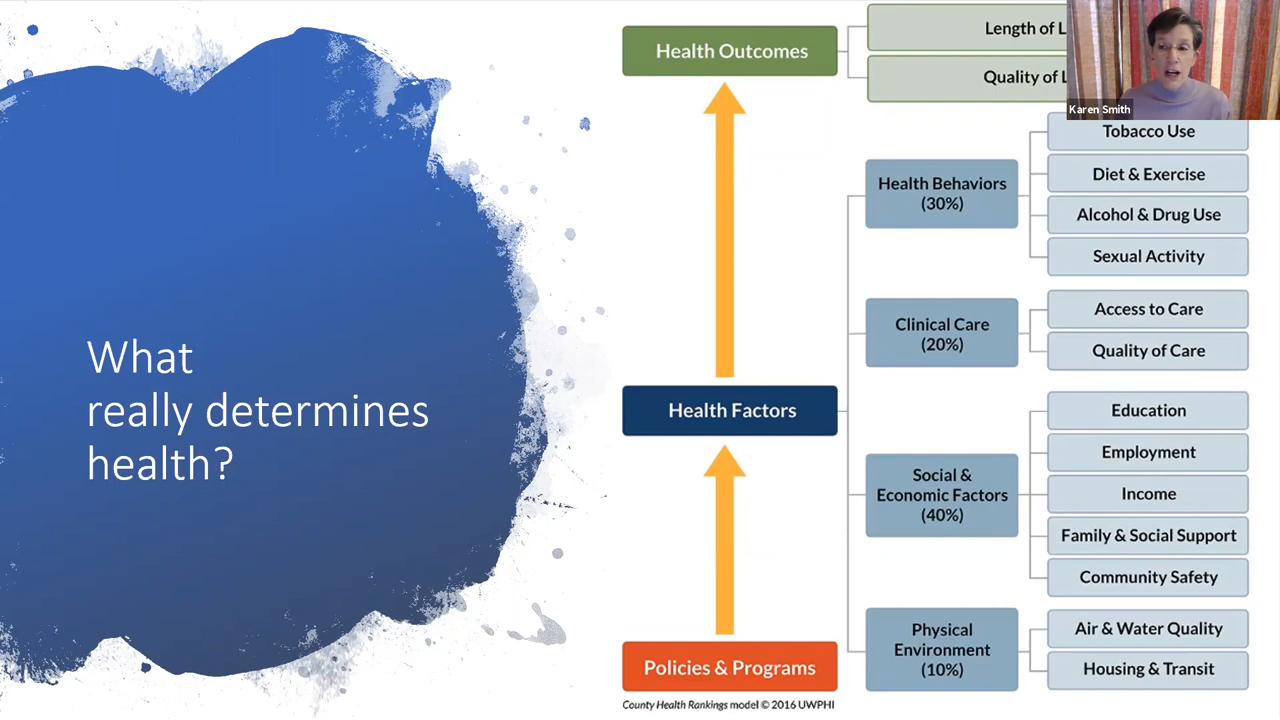 What
really determines
health?
Health Outcomes
Length of L
Quality of L
Karen Smith
Health Behaviors
(30%)
Tobacco Use
Diet & Exercise
Alcohol & Drug Use
Sexual Activity
Clinical Care
(20%)
Access to Care
Quality of Care
Health Factors
Social &
Economic Factors
(40%)
Education
Employment
Income
Family & Social Support
Community Safety
Physical
Environment
(10%)
Air & Water Quality
Housing & Transit
Policies & Programs
County Health Rankings model © 2016 UWPHI